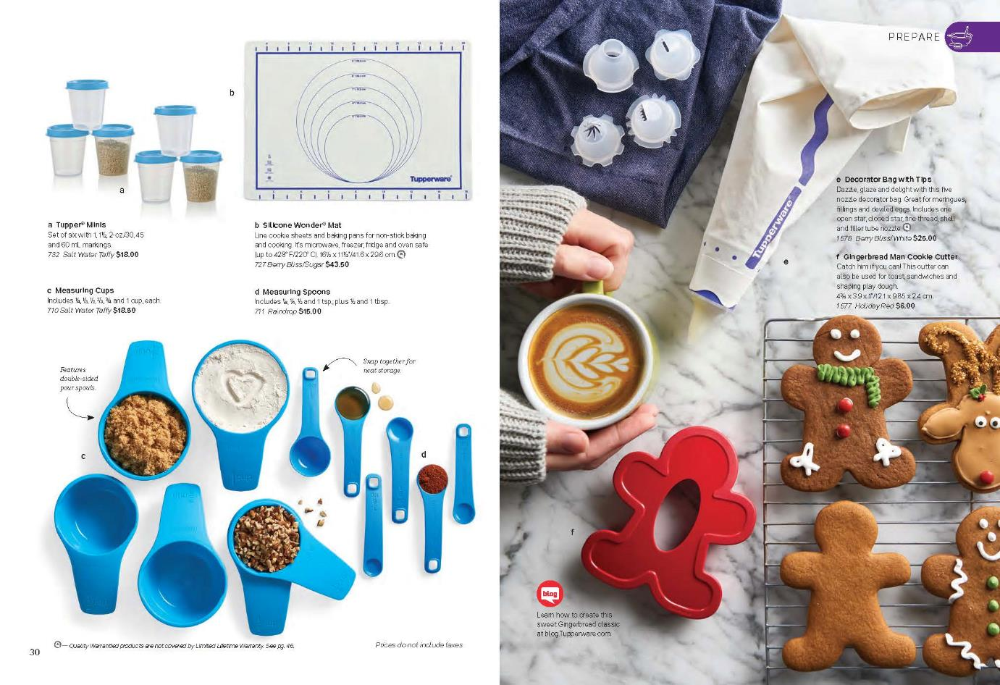 b
a
Tupperware
a Tupper® Minis
Set of six with 1, 1½, 2-oz/30, 45
and 60 mL markings.
732 Salt Water Taffy $18.00
b Silicone Wonder® Mat
Line cookie sheets and baking pans for non-stick baking
and cooking. It's microwave, freezer, fridge and oven safe
(up to 428° F/220° C). 16½ x 11½"/41.6 x 29.6 cm.
727 Berry Bliss/Sugar $43.50
c Measuring Cups
Includes ¼, ⅓, ½, ⅔, ¾ and 1 cup, each.
710 Salt Water Taffy $18.50
d Measuring Spoons
Includes ⅛, ¼, ½ and 1 tsp.; plus ½ and 1 tbsp.
711 Raindrop $15.00
Features
double-sided
pour spouts.
Snap together for
neat storage.
c
d
Q— Quality Warrantied products are not covered by Limited Lifetime Warranty. See pg. 46.
Prices do not include taxes
30
PREPARE
Tupperware
e Decorator Bag with Tips
Dazzle, glaze and delight with this five
nozzle decorator bag. Great for meringues,
fillings and deviled eggs. Includes one
open star, closed star, fine thread, shell
and filler tube nozzle.
1578 Berry Bliss/White $25.00
e
f Gingerbread Man Cookie Cutter
Catch him if you can! This cutter can
also be used for toast, sandwiches and
shaping play dough.
4¾ x 3.9 x 1"/12.1 x 9.85 x 2.4 cm.
1577 Holiday Red $6.00
f
blog
Learn how to create this
sweet Gingerbread classic
at blog.Tupperware.com